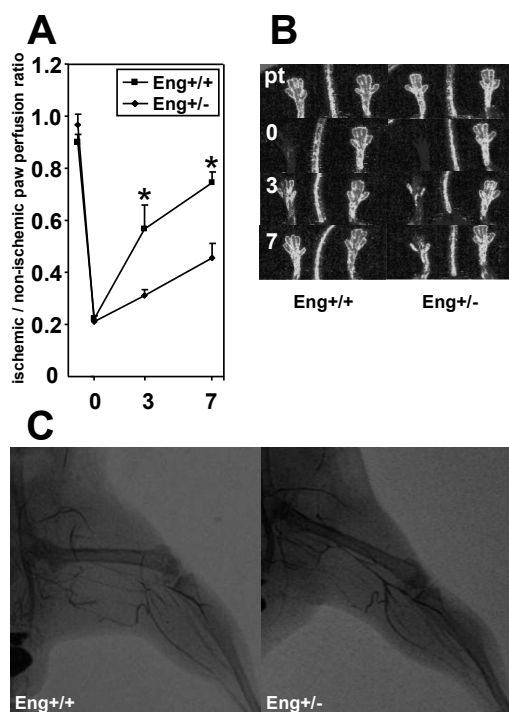 A
ischemic / non-ischemic paw perfusion ratio
1.2
1.0
0.8
0.6
0.4
0.2
0
Eng+/+
Eng+/-
*
*
0
3
7
B
pt
0
3
7
Eng+/+
Eng+/-
C
Eng+/+
Eng+/-